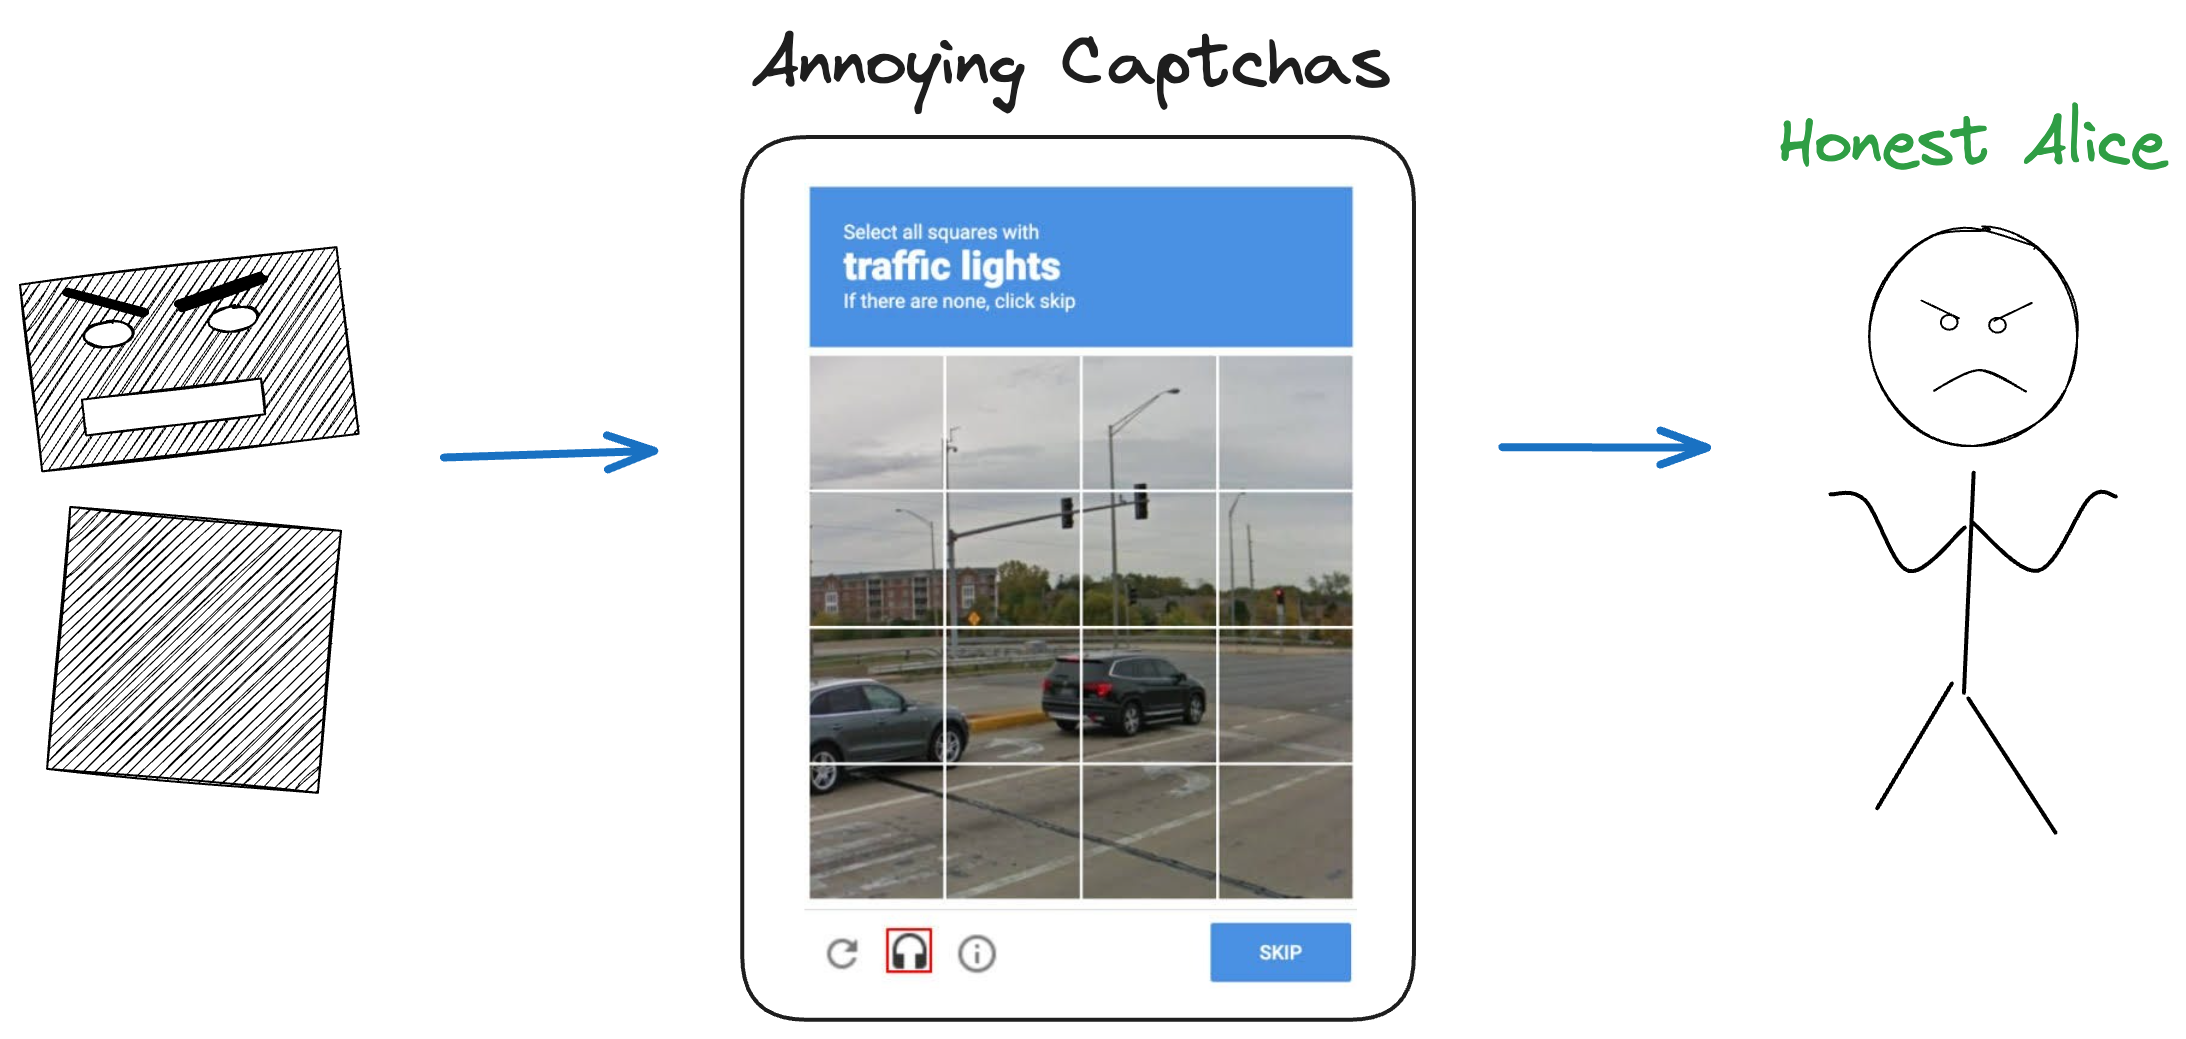 Annoying Captchas
Honest Alice
Select all squares with
traffic lights
If there are none, click skip
SKIP